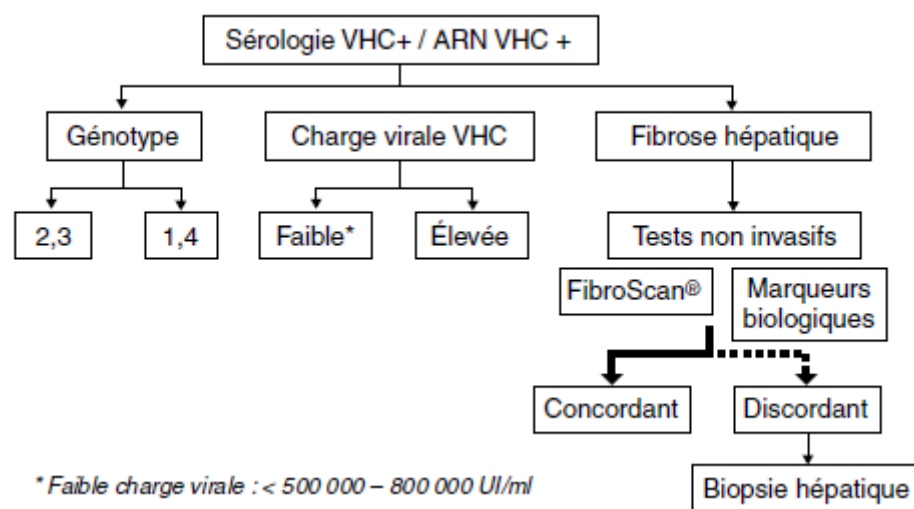 Sérologie VHC+ / ARN VHC +
Génotype
Charge virale VHC
Fibrose hépatique
2,3
1,4
Faible*
Élevée
Tests non invasifs
FibroScan®
Marqueurs
biologiques
Concordant
Discordant
* Faible charge virale : < 500 000 – 800 000 UI/ml
Biopsie hépatique